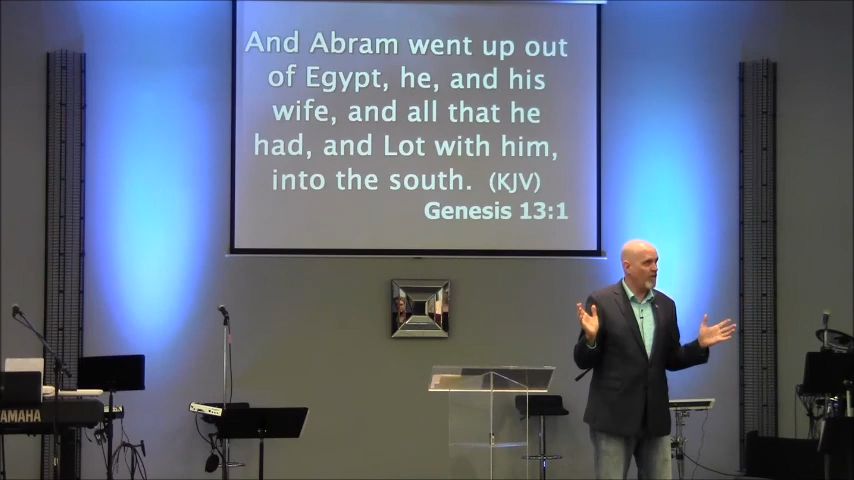 And Abram went up out
of Egypt, he, and his
wife, and all that he
had, and Lot with him,
into the south. (KJV)
Genesis 13:1
YAMAHA